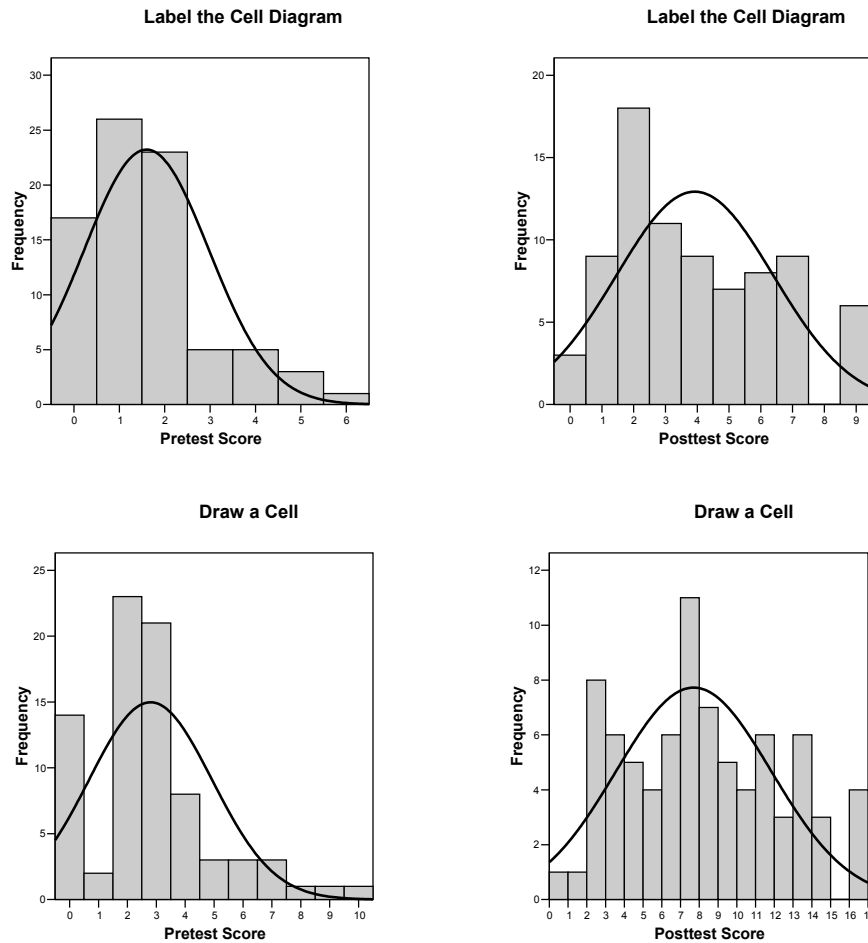 Label the Cell Diagram
30
25
20
15
10
5
0
Frequency
0 1 2 3 4 5 6
Pretest Score
Label the Cell Diagram
20
15
10
5
0
Frequency
0 1 2 3 4 5 6 7 8 9
Posttest Score
Draw a Cell
25
20
15
10
5
0
Frequency
0 1 2 3 4 5 6 7 8 9 10
Pretest Score
Draw a Cell
12
10
8
6
4
2
0
Frequency
0 1 2 3 4 5 6 7 8 9 10 11 12 13 14 15 16
Posttest Score